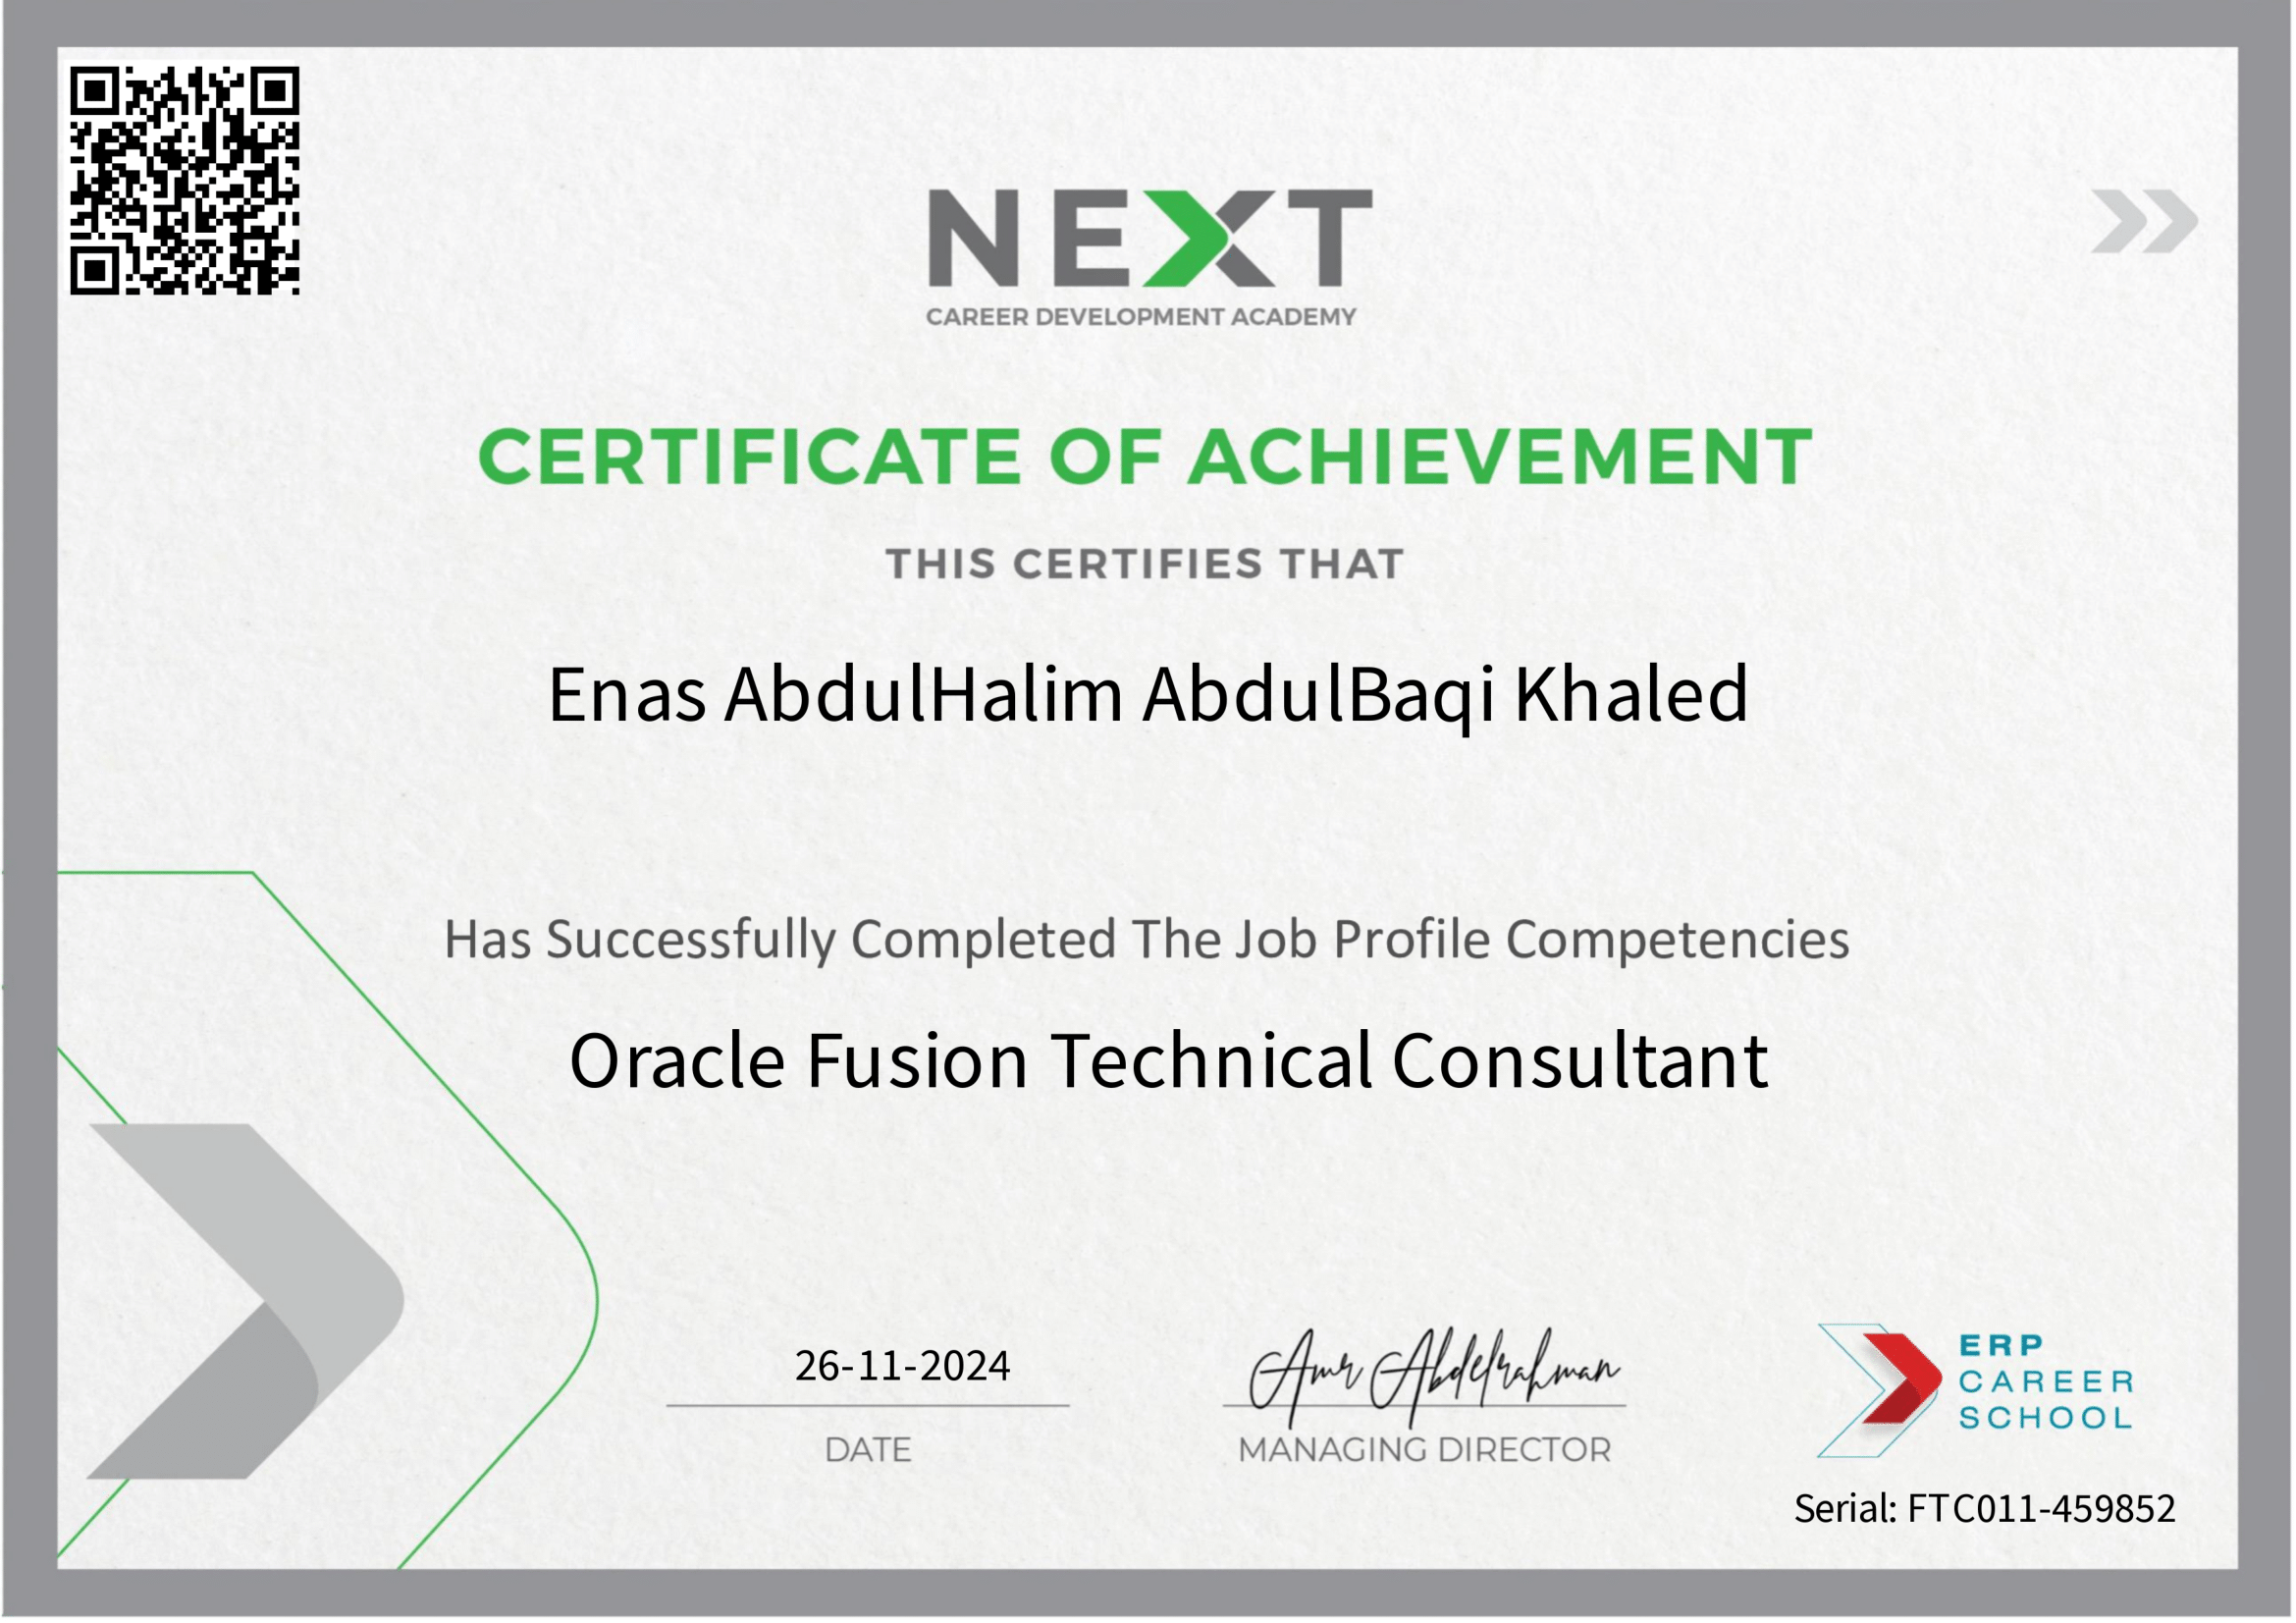 NEXT
CAREER DEVELOPMENT ACADEMY
CERTIFICATE OF ACHIEVEMENT
THIS CERTIFIES THAT
Enas AbdulHalim AbdulBaqi Khaled
Has Successfully Completed The Job Profile Competencies
Oracle Fusion Technical Consultant
26-11-2024
DATE
Amr Abdelrahman
MANAGING DIRECTOR
ERP
CAREER
SCHOOL
Serial: FTC011-459852